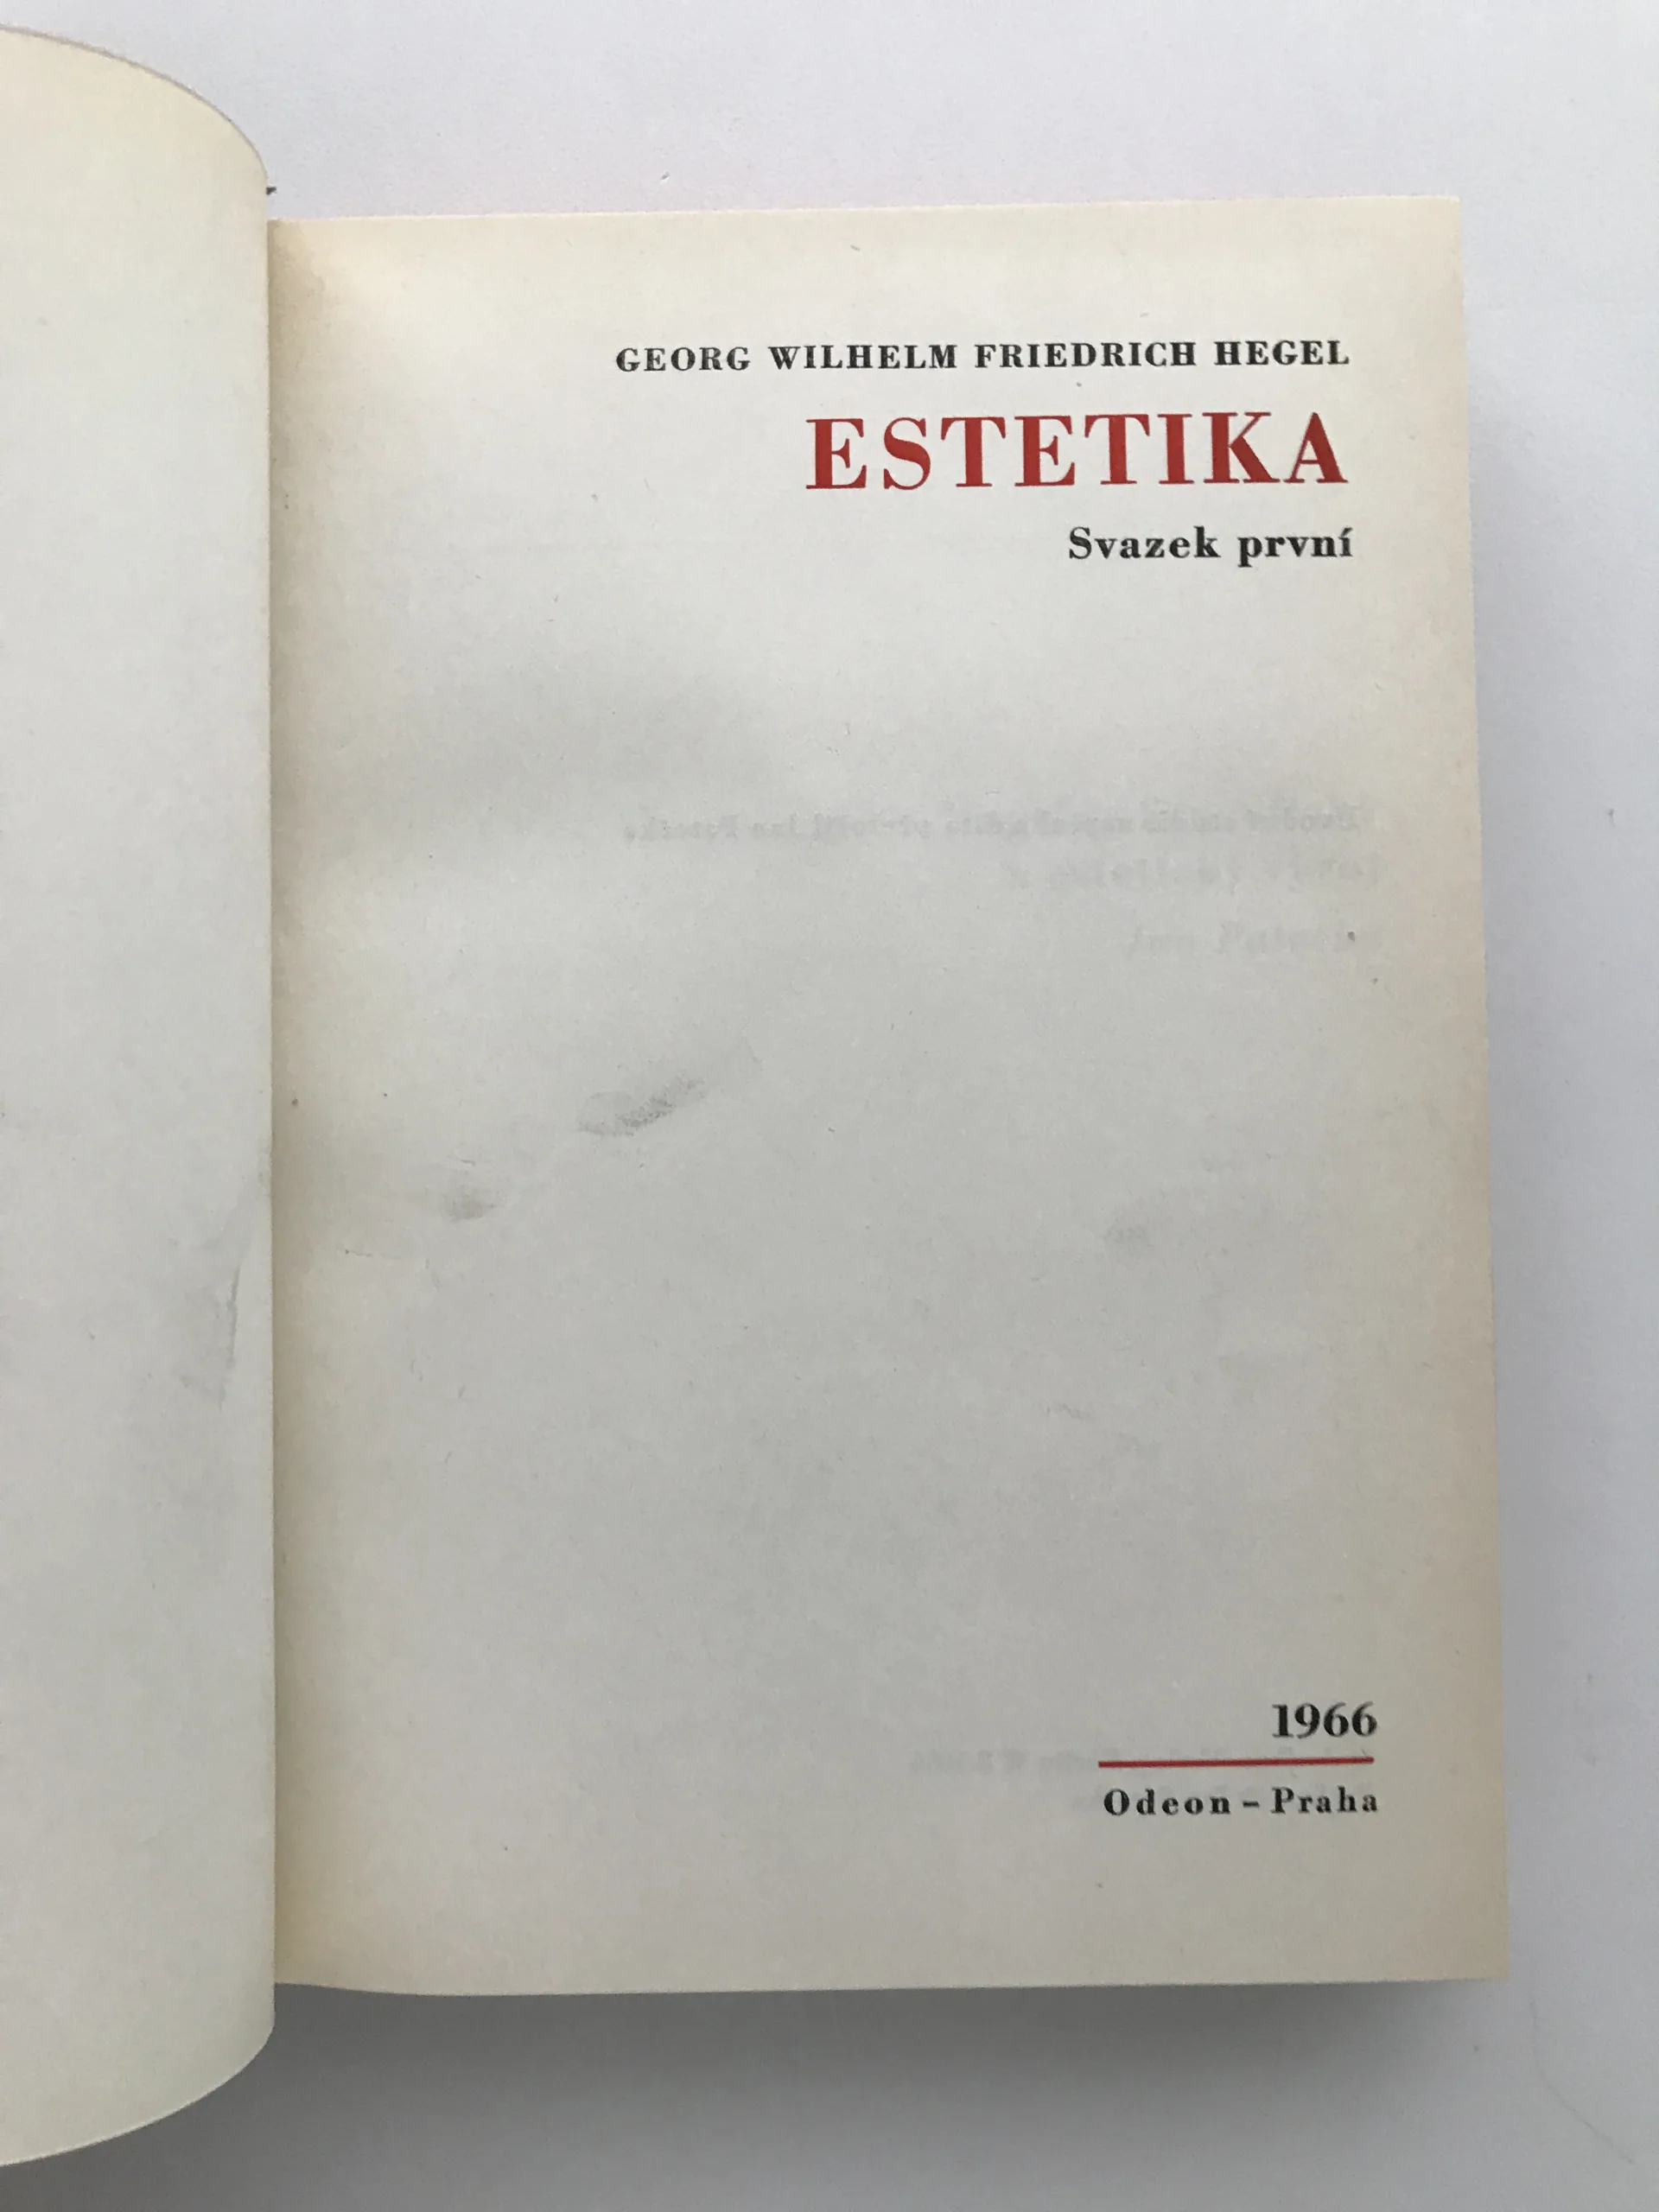 GEORG WILHELM FRIEDRICH HEGEL
ESTETIKA
Svazek první
1966
Odeon – Praha